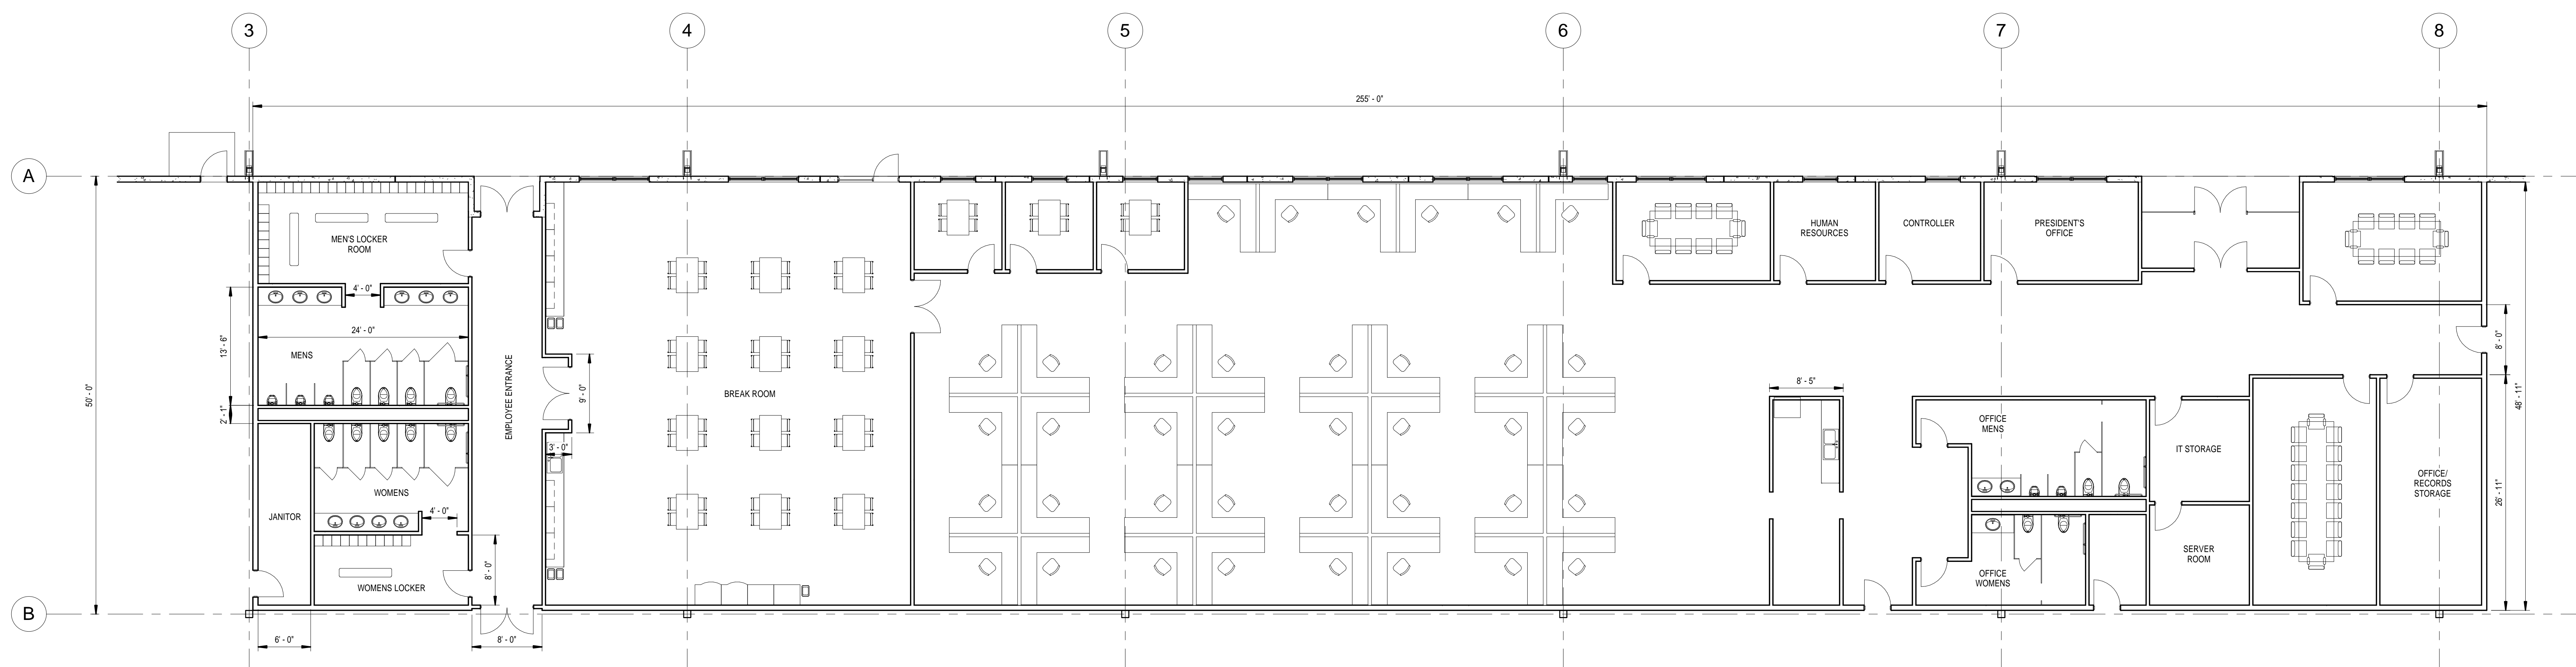 3
4
5
6
7
8
255' - 0"
A
MEN'S LOCKER
ROOM
HUMAN
RESOURCES
CONTROLLER
PRESIDENT'S
OFFICE
4' - 0"
24' - 0"
13' - 6"
MENS
50' - 0"
2' - 1"
EMPLOYEE ENTRANCE
9' - 0"
BREAK ROOM
8' - 5"
8' - 0"
48' - 11"
OFFICE
MENS
IT STORAGE
3' - 0"
WOMENS
JANITOR
4' - 0"
OFFICE/
RECORDS
STORAGE
26' - 11"
8' - 0"
WOMENS LOCKER
OFFICE
WOMENS
SERVER
ROOM
B
6' - 0"
8' - 0"